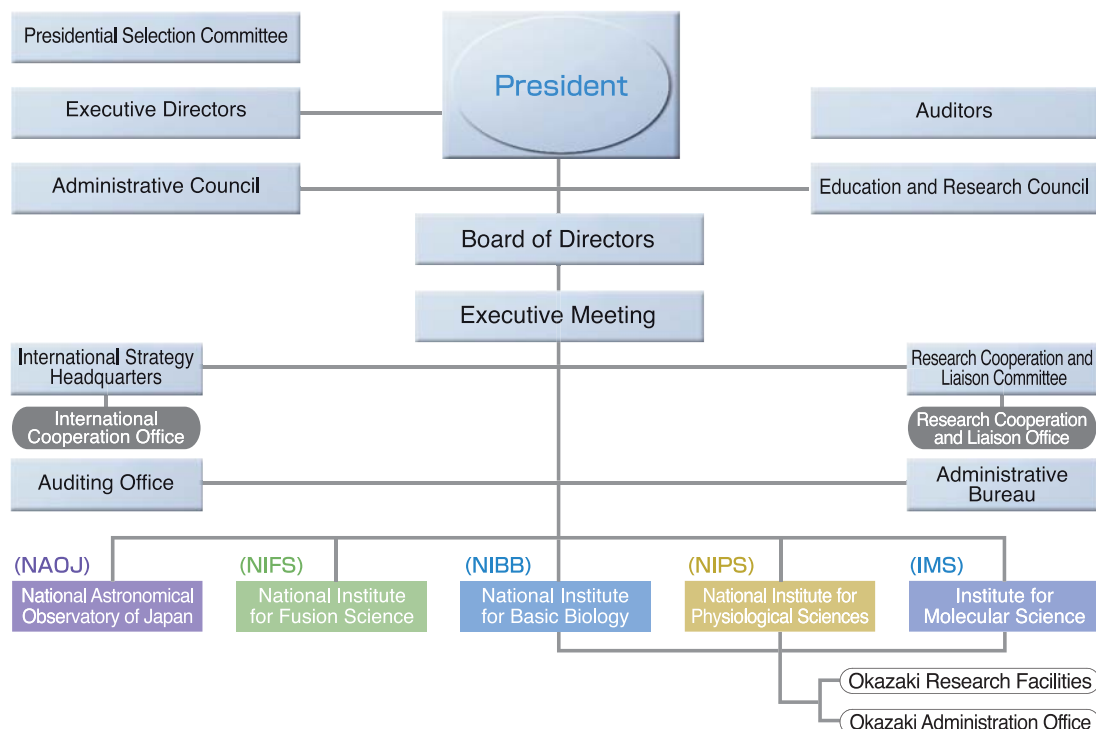 Presidential Selection Committee
President
Executive Directors
Auditors
Administrative Council
Education and Research Council
Board of Directors
Executive Meeting
International Strategy
Headquarters
Research Cooperation and
Liaison Committee
International
Cooperation Office
Research Cooperation
and Liaison Office
Auditing Office
Administrative
Bureau
(NAOJ)
National Astronomical
Observatory of Japan
(NIFS)
National Institute
for Fusion Science
(NIBB)
National Institute
for Basic Biology
(NIPS)
National Institute for
Physiological Sciences
(IMS)
Institute for
Molecular Science
Okazaki Research Facilities
Okazaki Administration Office